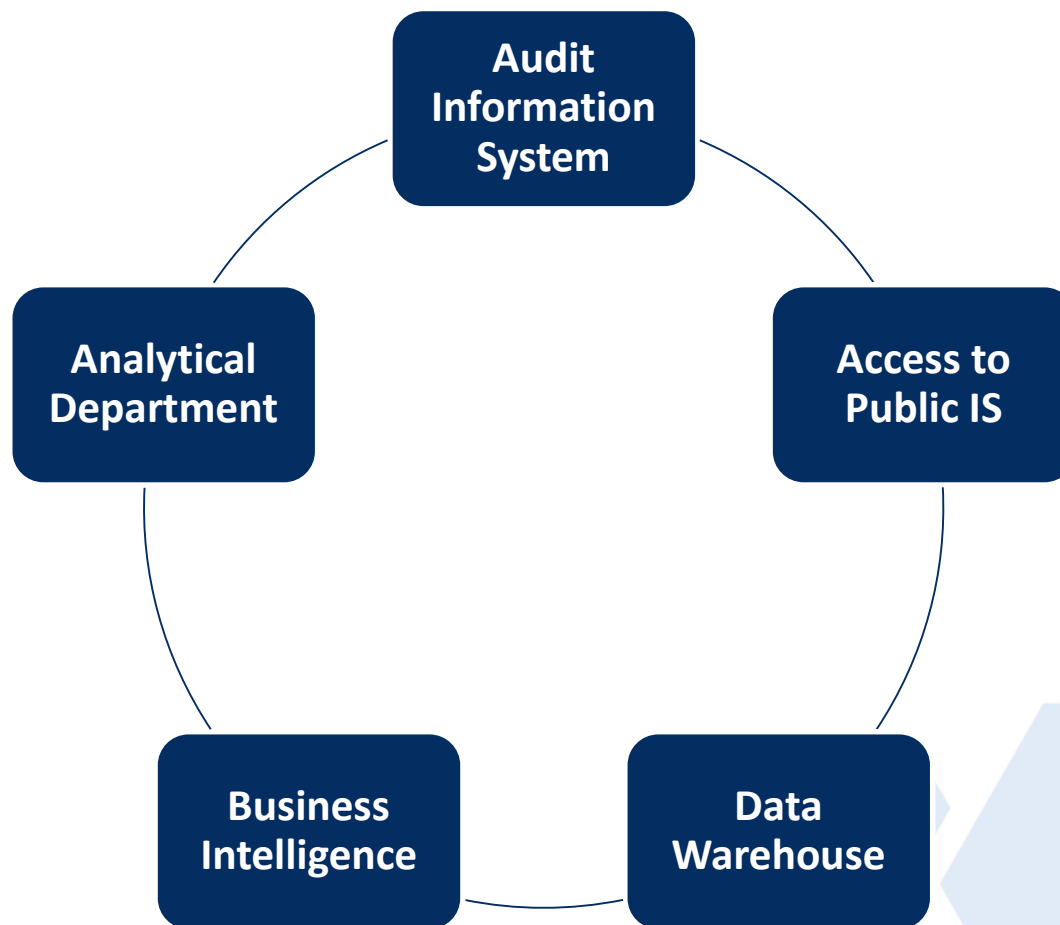 Audit
Information
System
Analytical
Department
Access to
Public IS
Business
Intelligence
Data
Warehouse